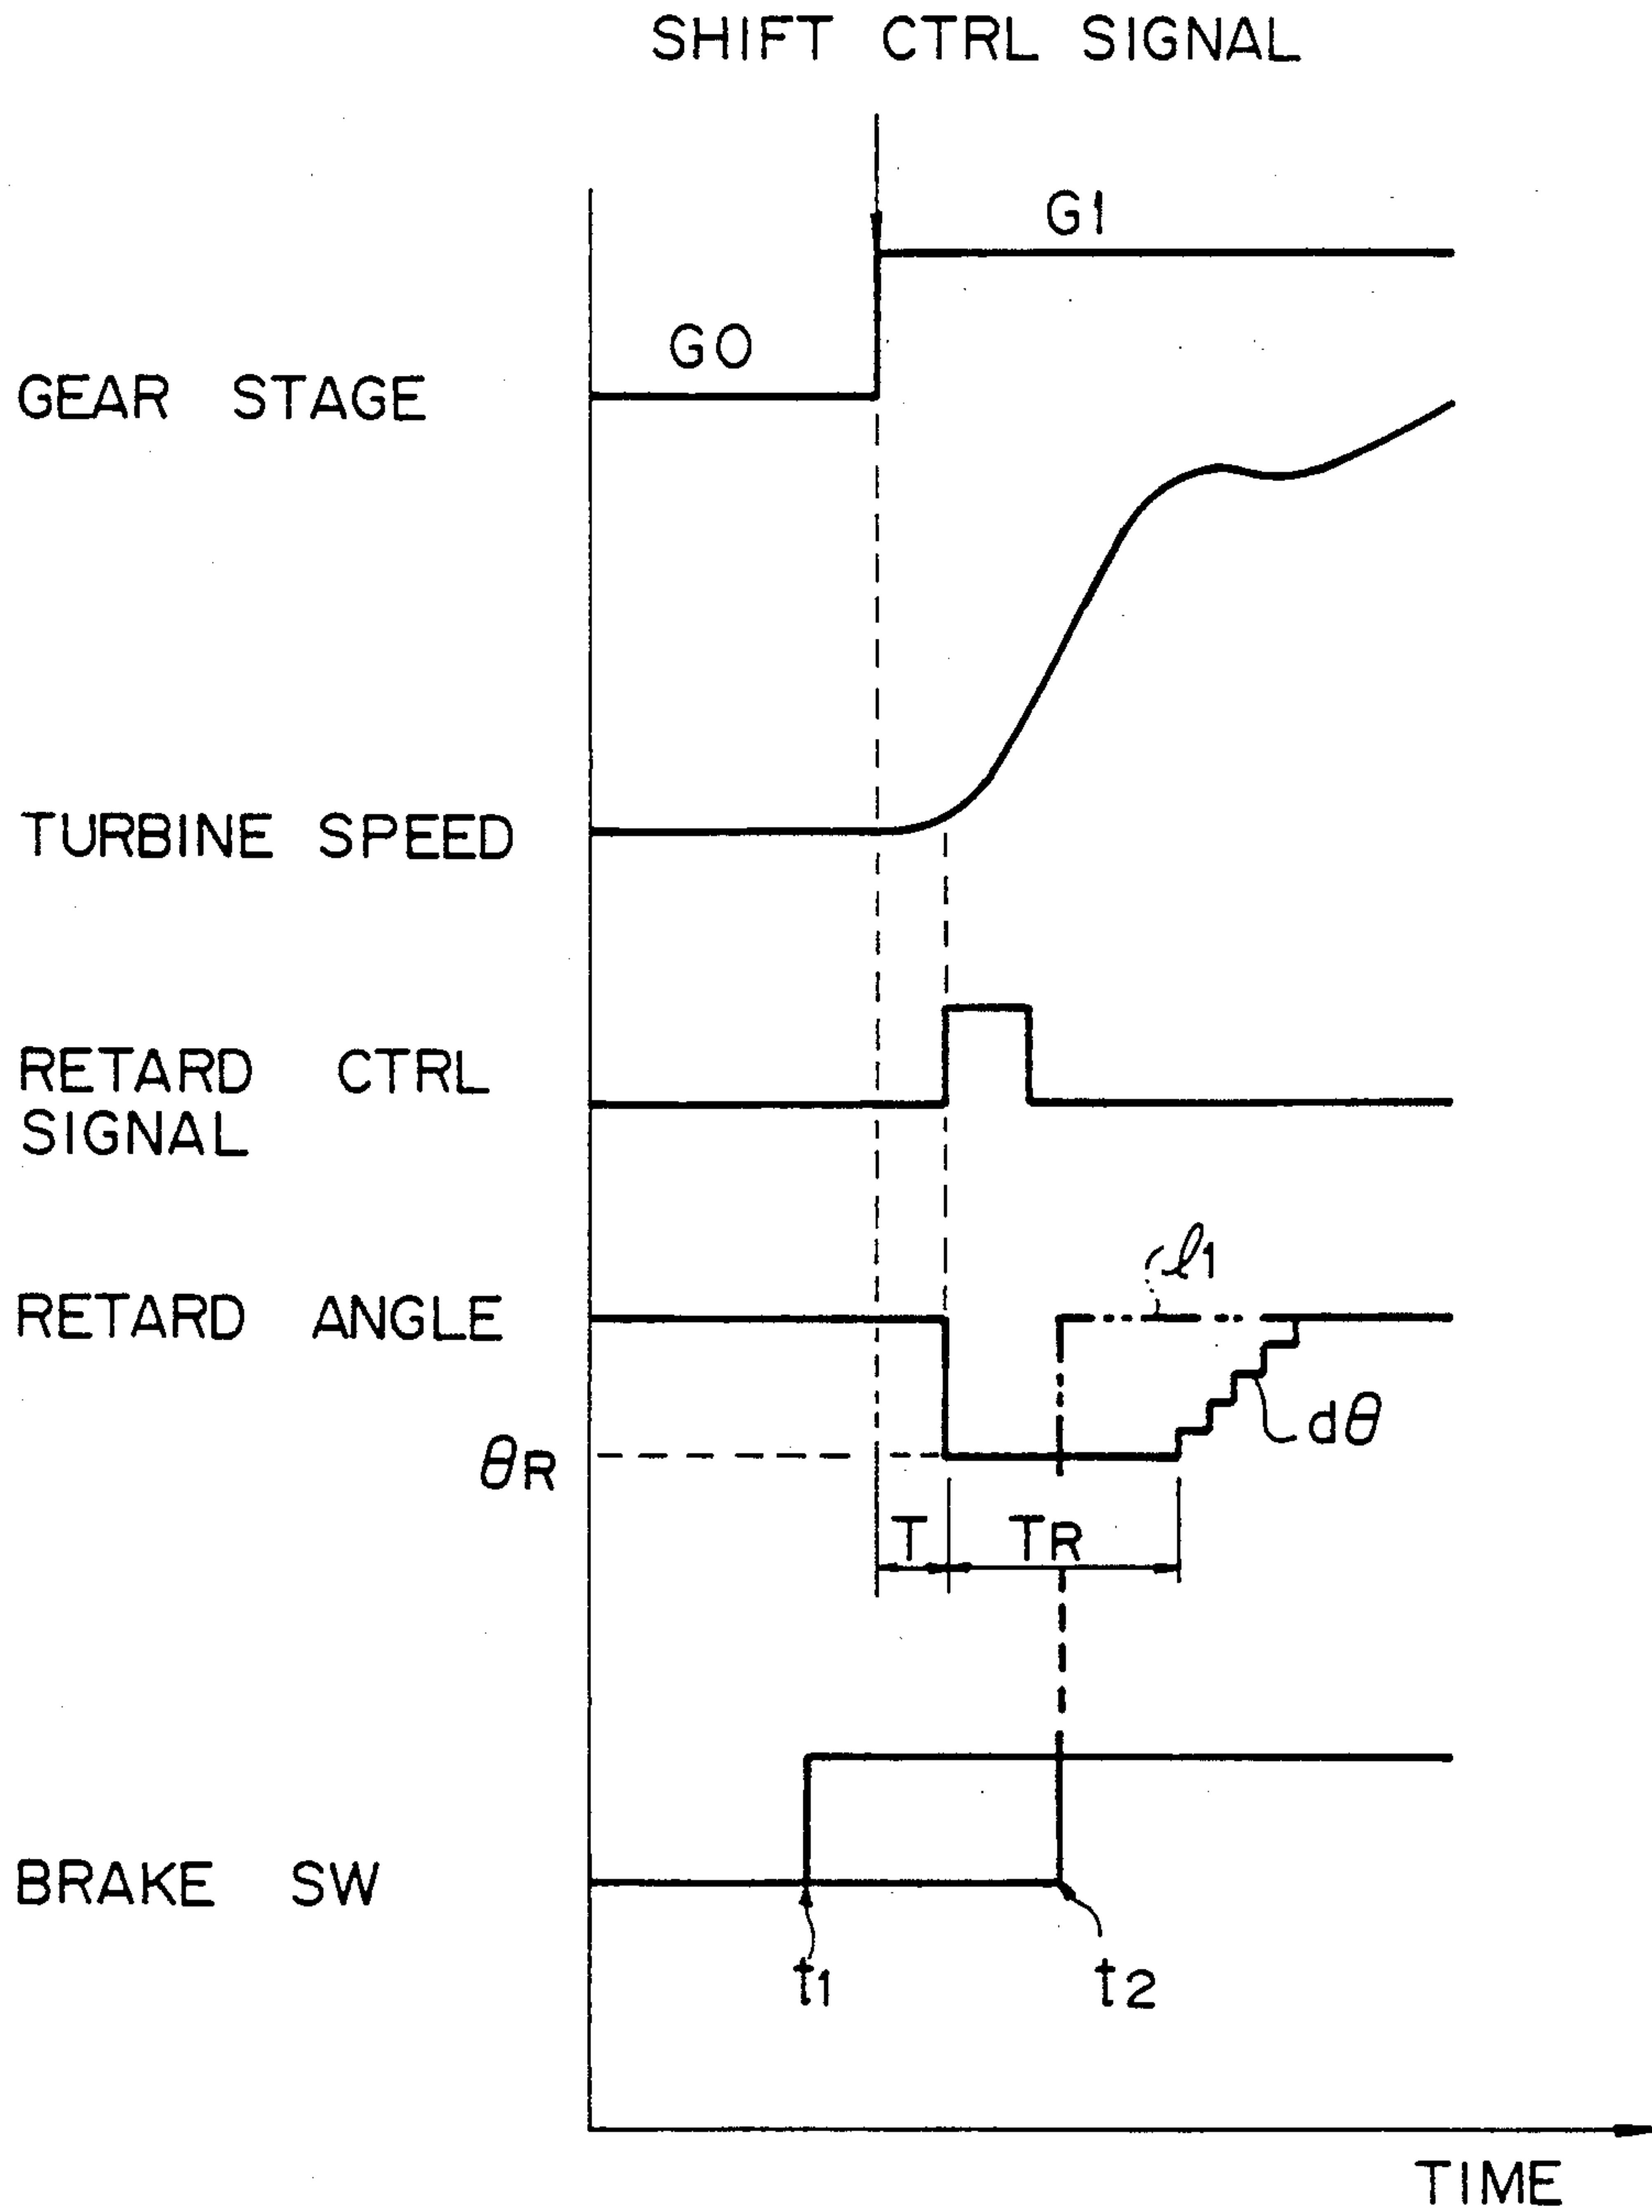 SHIFT CTRL SIGNAL
G1
G0
GEAR STAGE
TURBINE SPEED
RETARD CTRL
SIGNAL
ℓ1
RETARD ANGLE
dθ
θR
T
TR
BRAKE SW
t1
t2
TIME